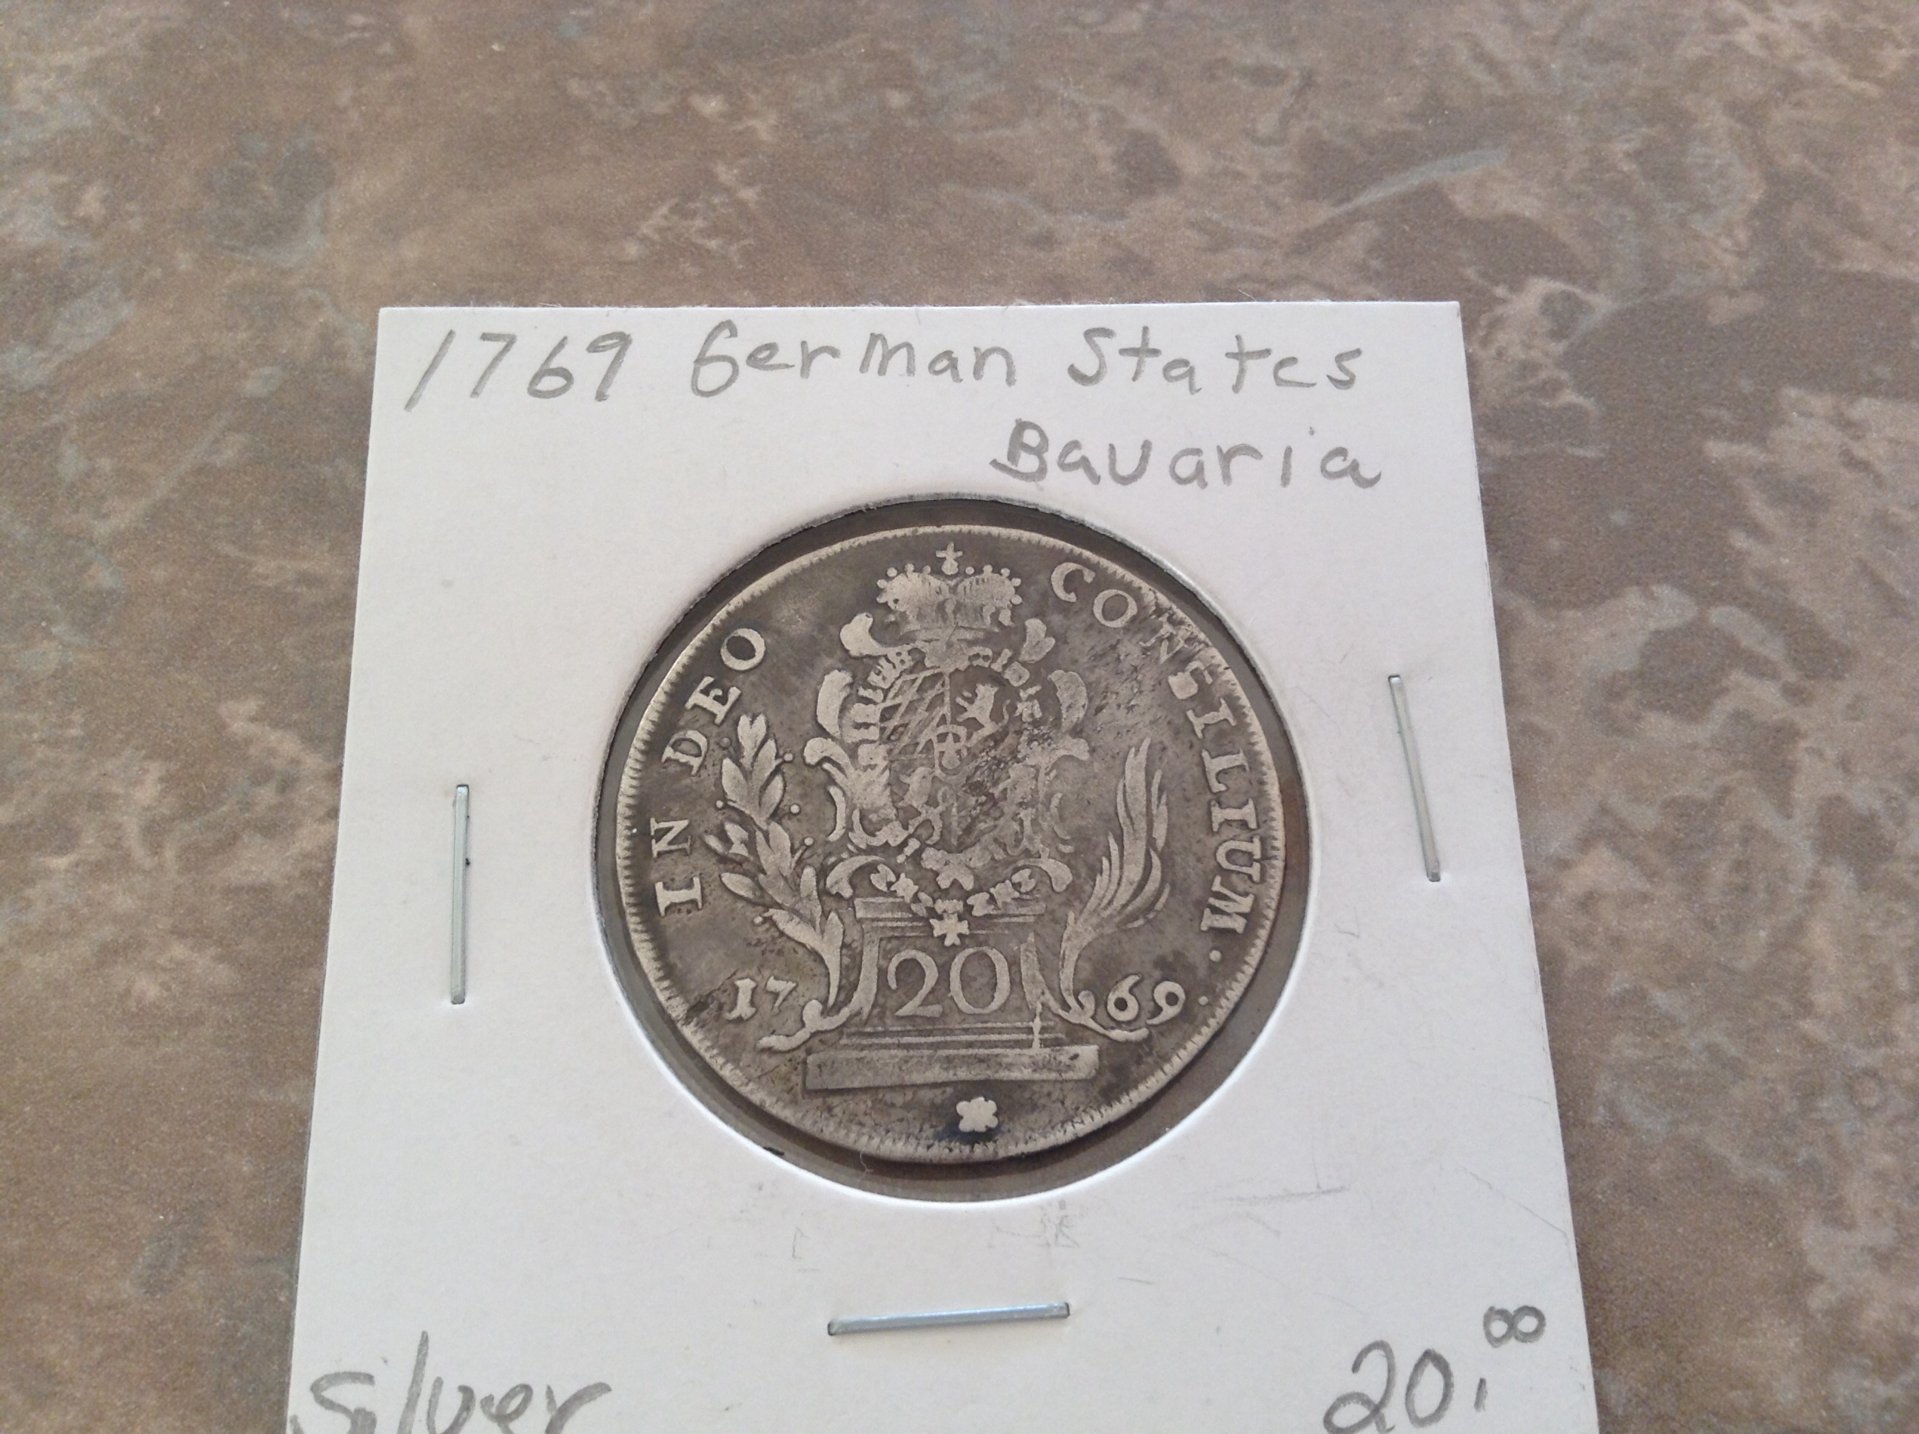 1769 German States
Bavaria
IN DEO CONSILIUM.
17 20 69.
Silver
20.00